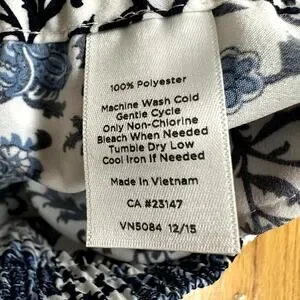 100% Polyester
Machine Wash Cold
Gentle Cycle
Only Non-Chlorine
Bleach When Needed
Tumble Dry Low
Cool Iron If Needed
Made in Vietnam
CA #23147
VN5084 12/15